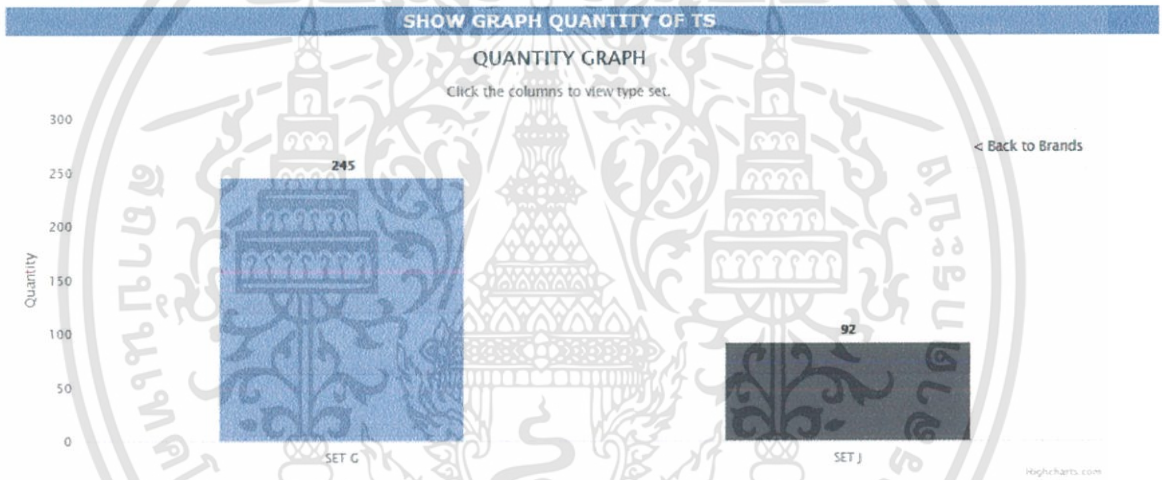 SHOW GRAPH QUANTITY OF TS
QUANTITY GRAPH
Click the columns to view type set.
< Back to Brands
Quantity
300
250
200
150
100
50
0
245
92
SET G
SET J
Highcharts.com